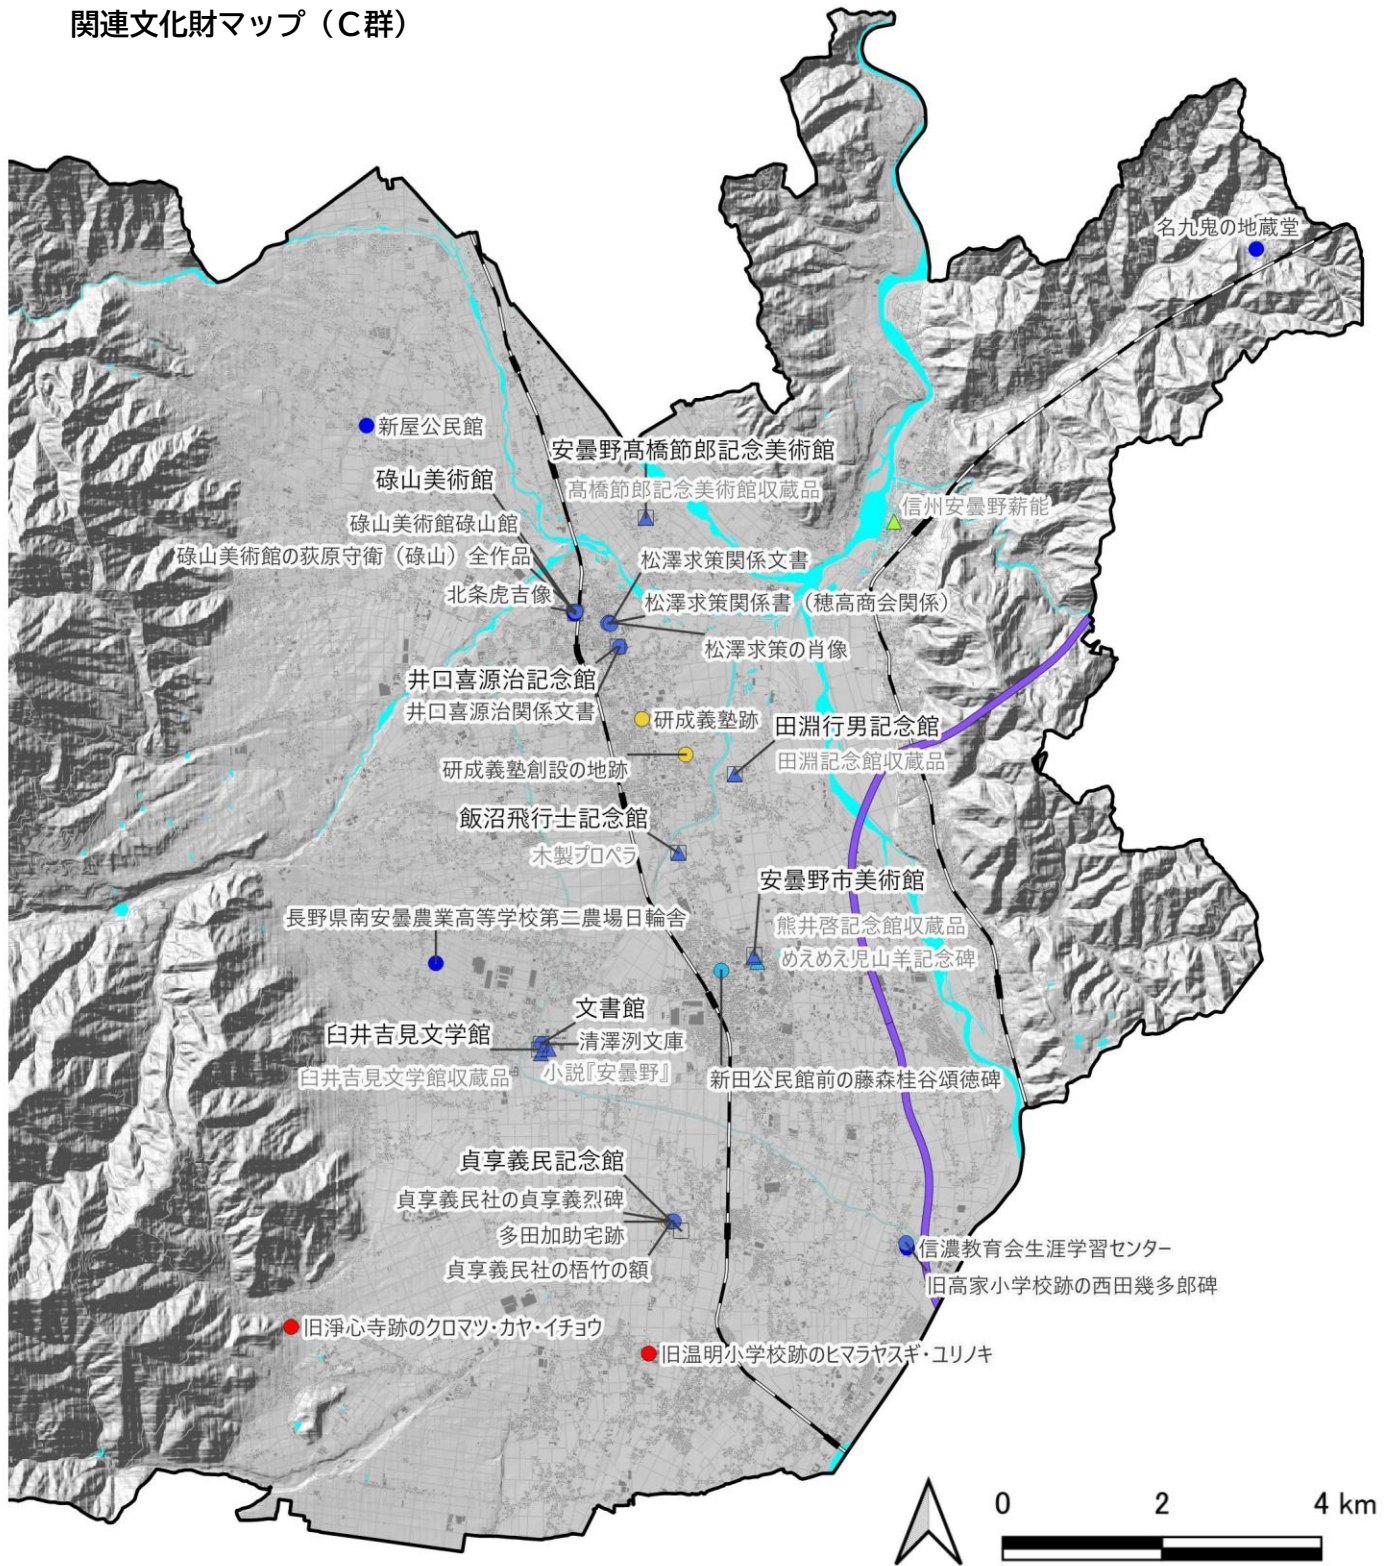 関連文化財マップ（C群）
名九鬼の地蔵堂
新屋公民館
安曇野髙橋節郎記念美術館
髙橋節郎記念美術館収蔵品
碌山美術館
信州安曇野薪能
碌山美術館碌山館
碌山美術館の荻原守衛（碌山）全作品
松澤求策関係文書
北条虎吉像
松澤求策関係書（穂高商会関係）
松澤求策の肖像
井口喜源治記念館
井口喜源治関係文書
研成義塾跡
田淵行男記念館
田淵記念館収蔵品
研成義塾創設の地跡
飯沼飛行士記念館
木製プロペラ
安曇野市美術館
長野県南安曇農業高等学校第二農場日輪舎
熊井啓記念館収蔵品
めえめえ児山羊記念碑
文書館
臼井吉見文学館
清澤洌文庫
臼井吉見文学館収蔵品
小説『安曇野』
新田公民館前の藤森桂谷頌徳碑
貞享義民記念館
貞享義民社の貞享義烈碑
多田加助宅跡
貞享義民社の梧竹の額
信濃教育会生涯学習センター
旧高家小学校跡の西田幾多郎碑
旧淨心寺跡のクロマツ・カヤ・イチョウ
旧温明小学校跡のヒマラヤスギ・ユリノキ
0 2 4 km